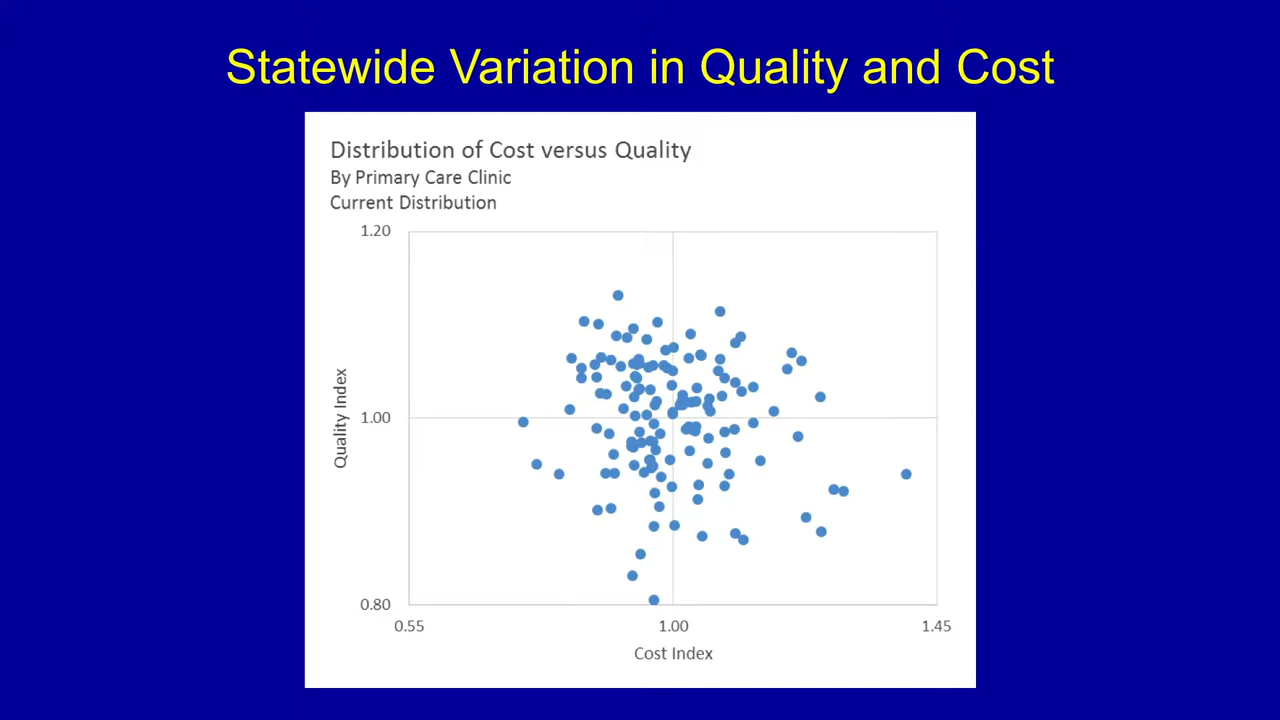 Statewide Variation in Quality and Cost
Distribution of Cost versus Quality
By Primary Care Clinic
Current Distribution
1.20
1.00
0.80
Quality Index
0.55
1.00
1.45
Cost Index